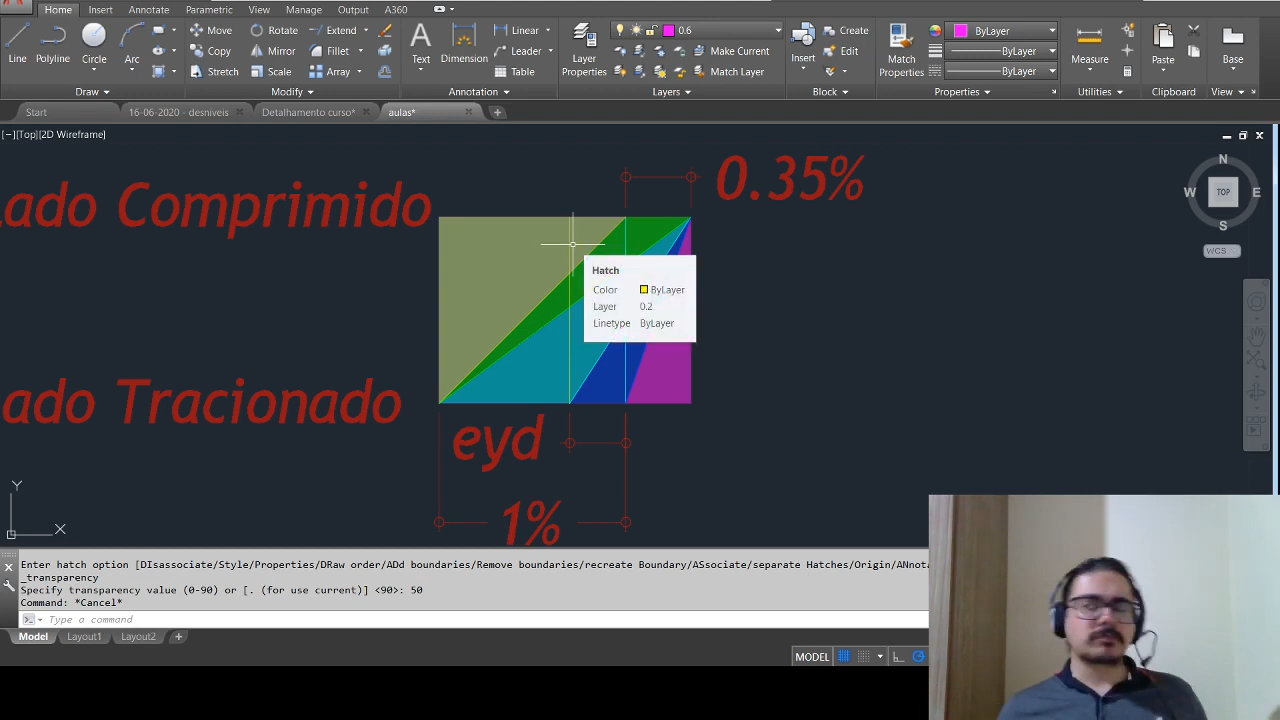 Home Insert Annotate Parametric View Manage Output A360
Line Polyline Circle Arc
Move Rotate Extend
Copy Mirror Fillet
Stretch Scale Array
Text Dimension
Linear
Leader
Table
Layer Properties
0.6
Make Current
Match Layer
Insert
Create
Edit
Match Properties
ByLayer
ByLayer
ByLayer
Measure
Paste
Base
Draw Modify Annotation Layers Block Properties Utilities Clipboard View
Start 16-06-2020 - desniveis Detalhamento curso* aulas*
[−][Top][2D Wireframe]
N
W TOP E
S
WCS
0.35%
ado Comprimido
Hatch
Color ByLayer
Layer 0.2
Linetype ByLayer
ado Tracionado
eyd
1%
Y
X
Enter hatch option [DIsassociate/Style/Properties/DRaw order/ADd boundaries/Remove boundaries/recreate Boundary/ASsociate/separate Hatches/Origin/ANnota
_transparency
Specify transparency value (0-90) or [. (for use current)] <90>: 50
Command: *Cancel*
Type a command
Model Layout1 Layout2 +
MODEL